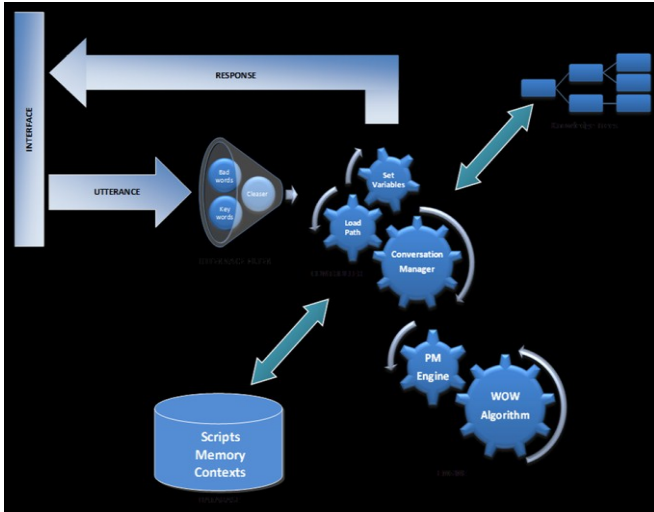 INTERFACE
RESPONSE
UTTERANCE
Bad
words
Key
words
Cleaser
Set
Variables
Load
Path
Conversation
Manager
PM
Engine
WOW
Algorithm
Scripts
Memory
Contexts